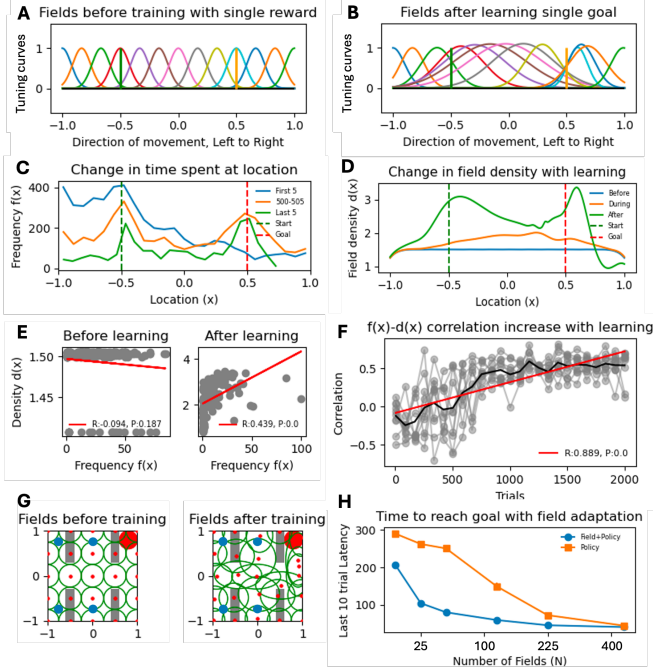 A Fields before training with single reward
Tuning curves
1
0
-1.0 -0.5 0.0 0.5 1.0
Direction of movement, Left to Right
B Fields after learning single goal
Tuning curves
1
0
-1.0 -0.5 0.0 0.5 1.0
Direction of movement, Left to Right
C Change in time spent at location
Frequency f(x)
400
200
0
First 5
500-505
Last 5
Start
Goal
-1.0 -0.5 0.0 0.5 1.0
Location (x)
D Change in field density with learning
Field density d(x)
3
2
1
Before
During
After
Start
Goal
-1.0 -0.5 0.0 0.5 1.0
Location (x)
E Before learning
Density d(x)
1.50
1.45
R:-0.094, P:0.187
0 50
Frequency f(x)
After learning
4
2
R:0.439, P:0.0
0 50 100
Frequency f(x)
F f(x)-d(x) correlation increase with learning
Correlation
0.5
0.0
−0.5
R:0.889, P:0.0
0 500 1000 1500 2000
Trials
G Fields before training
1
0
−1
−1 0 1
Fields after training
1
0
−1
−1 0 1
H Time to reach goal with field adaptation
Last 10 trial Latency
300
200
100
Field+Policy
Policy
25 100 225 400
Number of Fields (N)